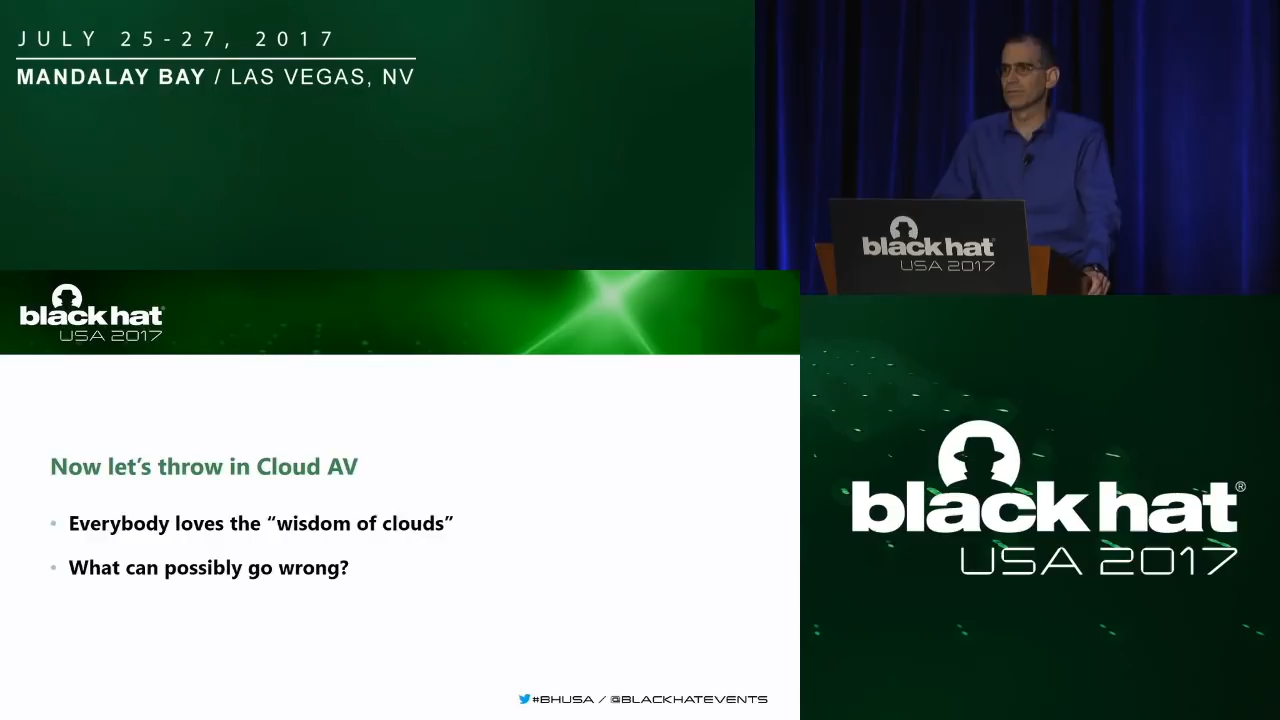 JULY 25-27, 2017
MANDALAY BAY / LAS VEGAS, NV
black hat
USA 2017
black hat®
USA 2017
Now let's throw in Cloud AV
• Everybody loves the “wisdom of clouds”
• What can possibly go wrong?
#BHUSA / @BLACKHATEVENTS
black hat®
USA 2017